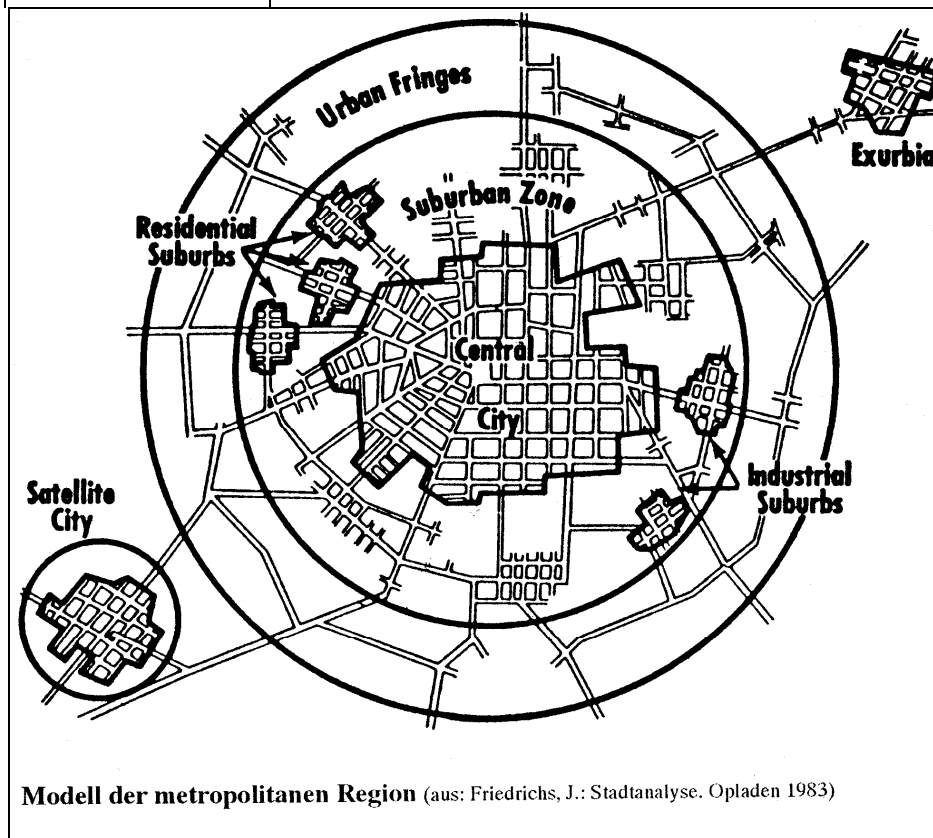 Urban Fringes
Exurbia
Suburban Zone
Residential
Suburbs
Central
City
Industrial
Suburbs
Satellite
City
Modell der metropolitanen Region (aus: Friedrichs, J.: Stadtanalyse. Opladen 1983)